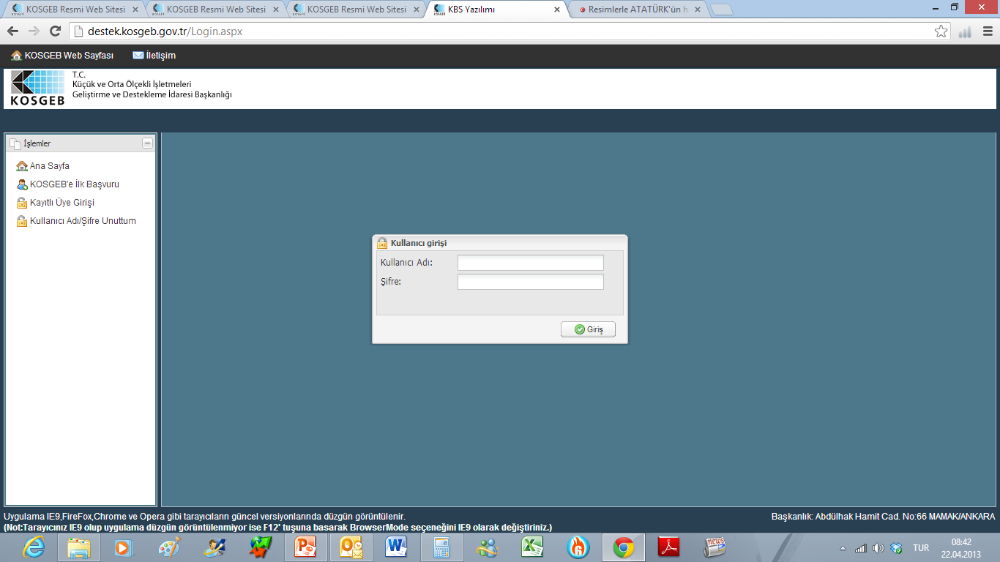 KOSGEB Resmi Web Sitesi
KOSGEB Resmi Web Sitesi
KOSGEB Resmi Web Sitesi
KBS Yazılımı
Resimlerle ATATÜRK'ün h
destek.kosgeb.gov.tr/Login.aspx
KOSGEB Web Sayfası
İletişim
KOSGEB
T.C.
Küçük ve Orta Ölçekli İşletmeleri
Geliştirme ve Destekleme İdaresi Başkanlığı
İşlemler
Ana Sayfa
KOSGEB'e İlk Başvuru
Kayıtlı Üye Girişi
Kullanıcı Adı/Şifre Unuttum
Kullanıcı girişi
Kullanıcı Adı:
Şifre:
Giriş
Uygulama IE9,FireFox,Chrome ve Opera gibi tarayıcıların güncel versiyonlarında düzgün görüntülenir.
(Not:Tarayıcınız IE9 olup uygulama düzgün görüntülenmiyor ise F12' tuşuna basarak BrowserMode seçeneğini IE9 olarak değiştiriniz.)
Başkanlık: Abdülhak Hamit Cad. No:66 MAMAK/ANKARA
news
TUR
08:42
22.04.2013